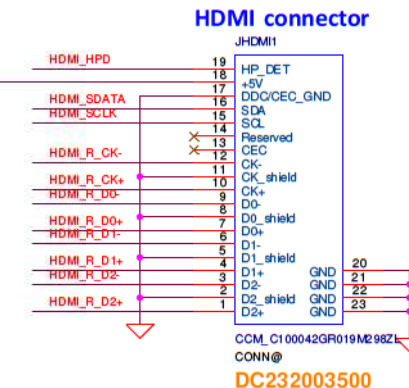 HDMI connector
JHDMI1
HDMI_HPD 19 HP_DET
18 +5V
17 DDC/CEC_GND
HDMI_SDATA 16 SDA
HDMI_SCLK 15 SCL
14 Reserved
13 CEC
HDMI_R_CK- 12 CK-
11 CK_shield
HDMI_R_CK+ 10 CK+
HDMI_R_D0- 9 D0-
8 D0_shield
HDMI_R_D0+ 7 D0+
HDMI_R_D1- 6 D1-
5 D1_shield
HDMI_R_D1+ 4 D1+ GND 20
HDMI_R_D2- 3 D2- GND 21
2 D2_shield GND 22
HDMI_R_D2+ 1 D2+ GND 23
CCM_C100042GR019M298ZL
CONN@
DC232003500